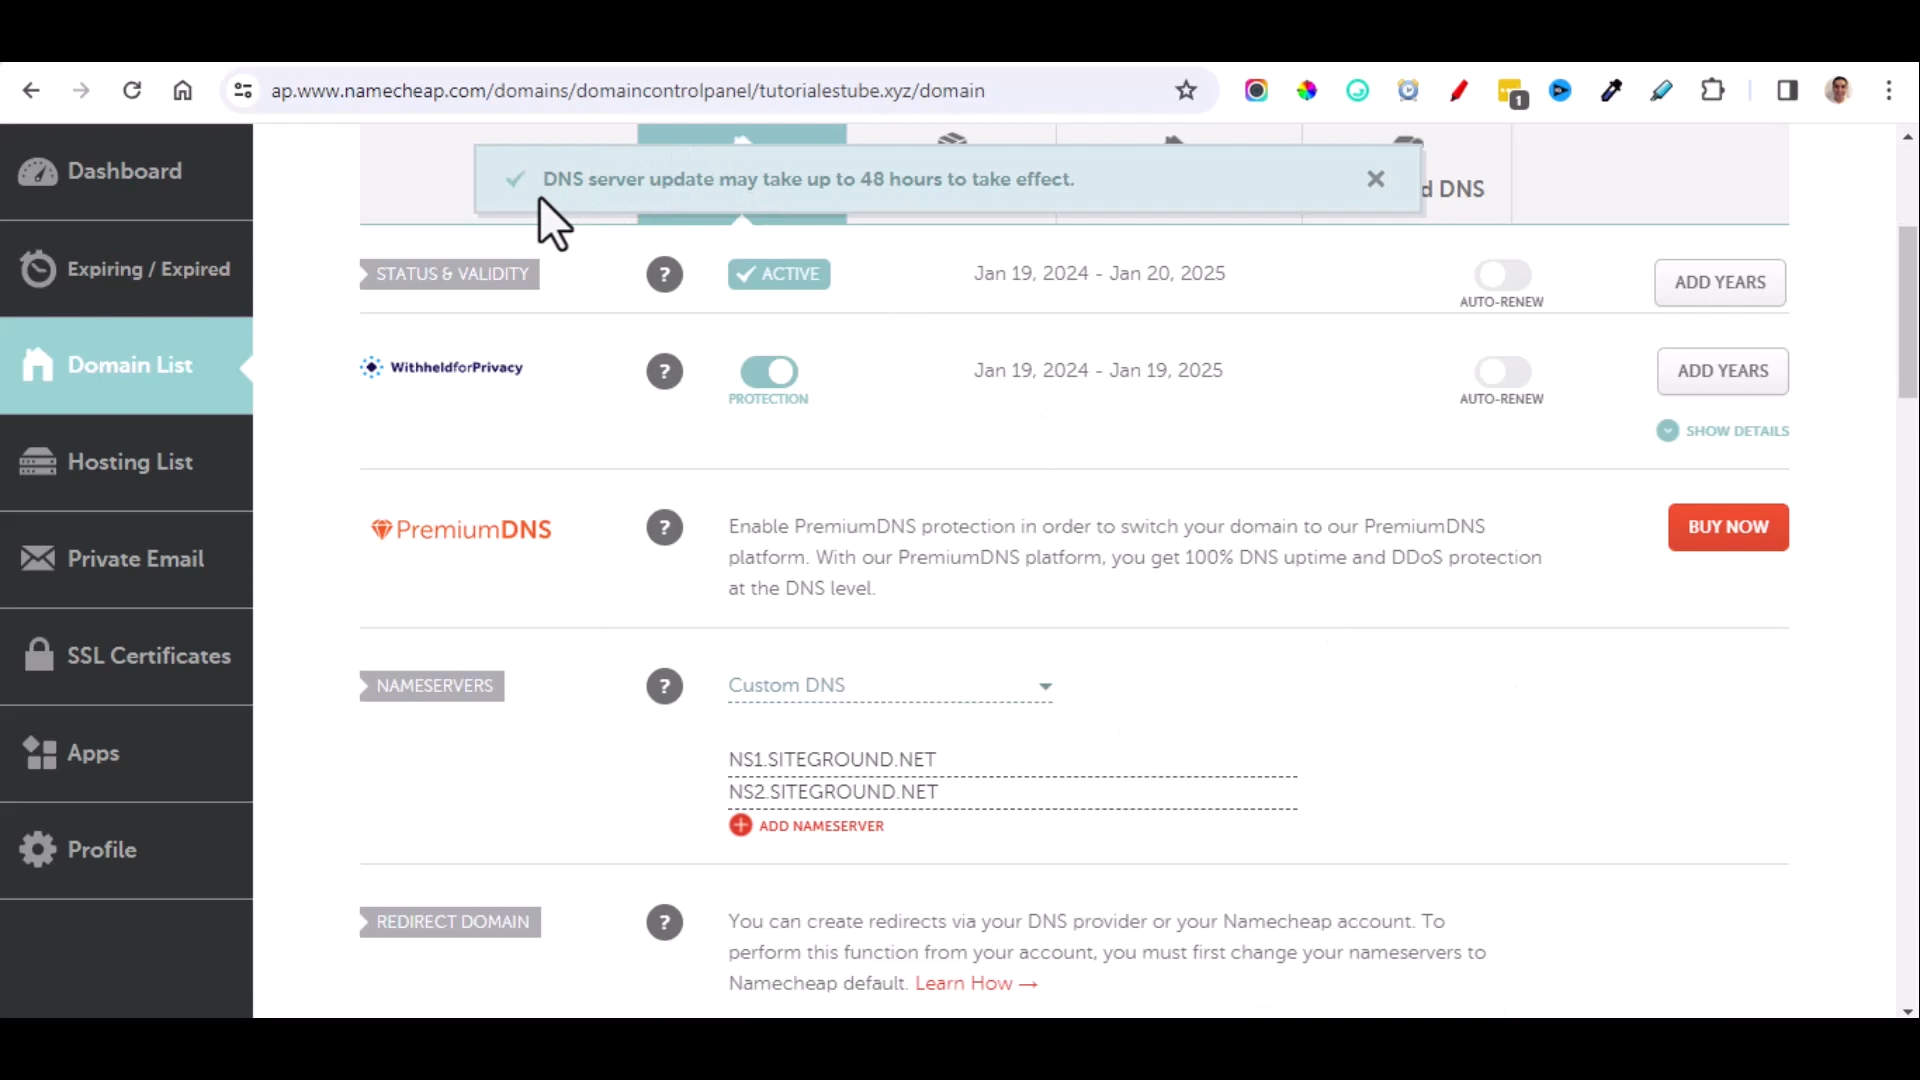 ap.www.namecheap.com/domains/domaincontrolpanel/tutorialestube.xyz/domain
1
Dashboard
Expiring / Expired
Domain List
Hosting List
Private Email
SSL Certificates
Apps
Profile
DNS server update may take up to 48 hours to take effect.
d DNS
STATUS & VALIDITY
?
ACTIVE
Jan 19, 2024 - Jan 20, 2025
AUTO-RENEW
ADD YEARS
WithheldforPrivacy
?
PROTECTION
Jan 19, 2024 - Jan 19, 2025
AUTO-RENEW
ADD YEARS
SHOW DETAILS
PremiumDNS
?
Enable PremiumDNS protection in order to switch your domain to our PremiumDNS
platform. With our PremiumDNS platform, you get 100% DNS uptime and DDoS protection
at the DNS level.
BUY NOW
NAMESERVERS
?
Custom DNS
NS1.SITEGROUND.NET
NS2.SITEGROUND.NET
ADD NAMESERVER
REDIRECT DOMAIN
?
You can create redirects via your DNS provider or your Namecheap account. To
perform this function from your account, you must first change your nameservers to
Namecheap default. Learn How →